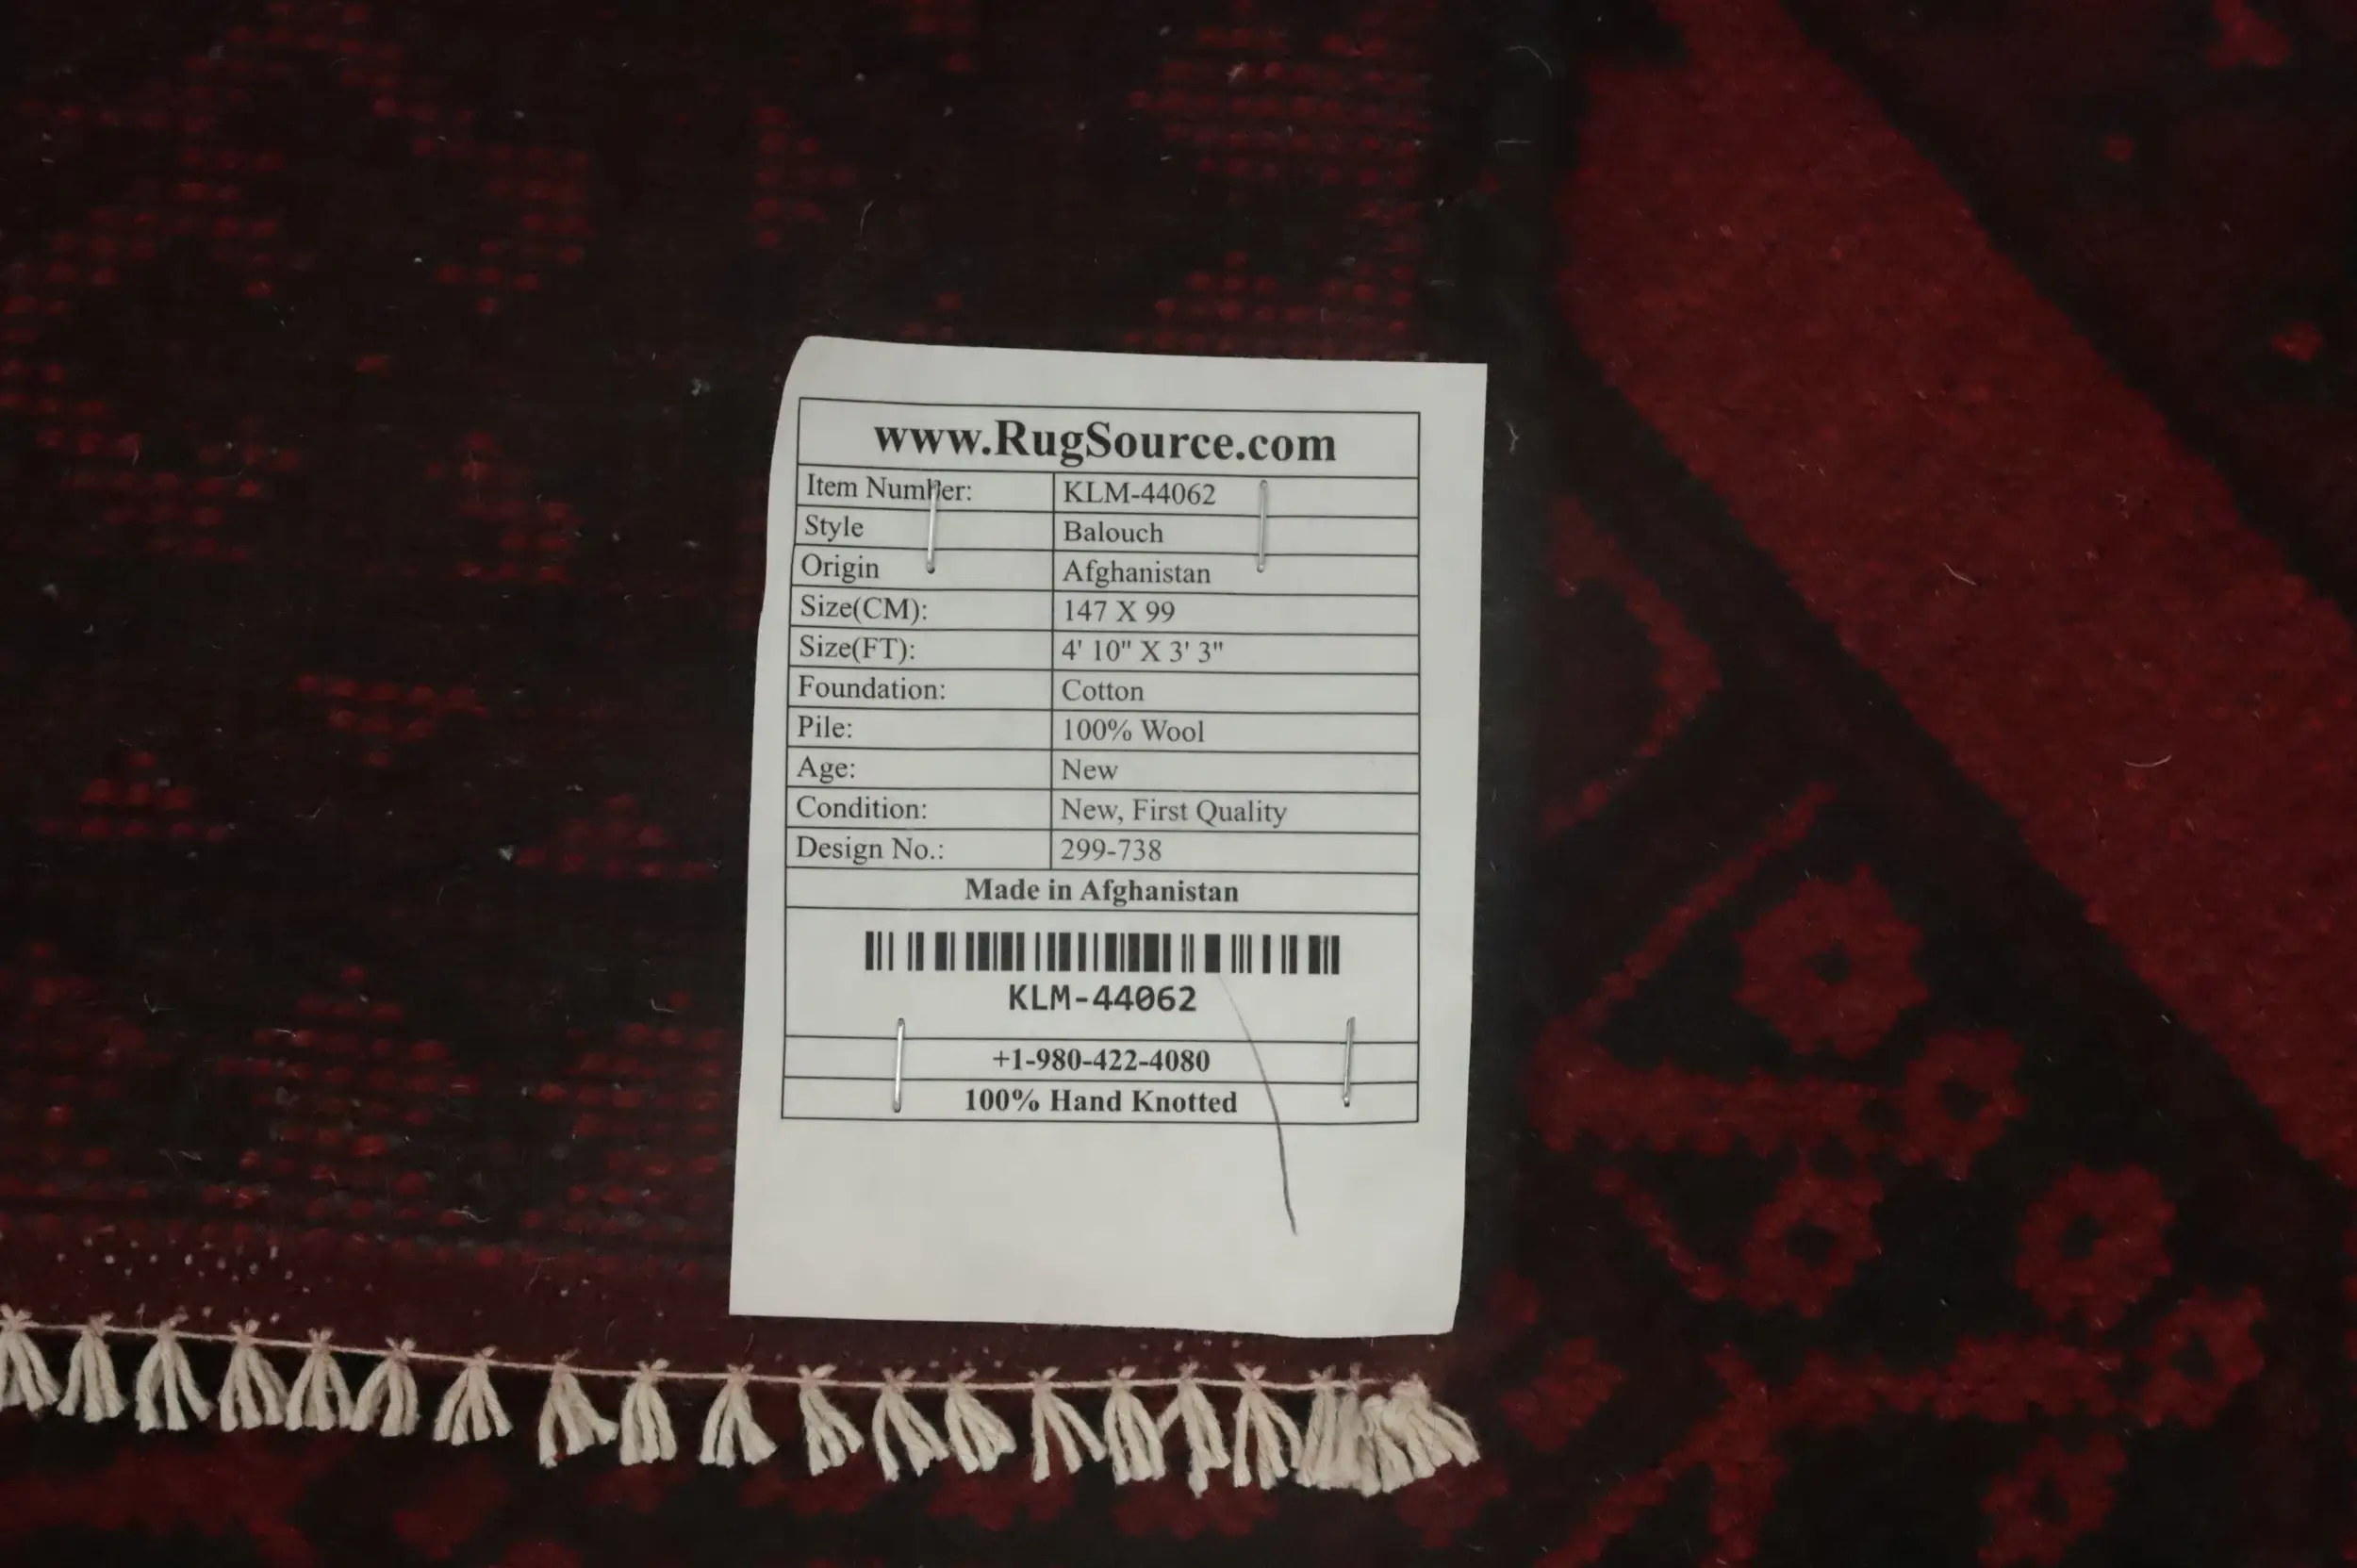 www.RugSource.com
Item Number: KLM-44062
Style Balouch
Origin Afghanistan
Size(CM): 147 X 99
Size(FT): 4' 10" X 3' 3"
Foundation: Cotton
Pile: 100% Wool
Age: New
Condition: New, First Quality
Design No.: 299-738
Made in Afghanistan
KLM-44062
+1-980-422-4080
100% Hand Knotted